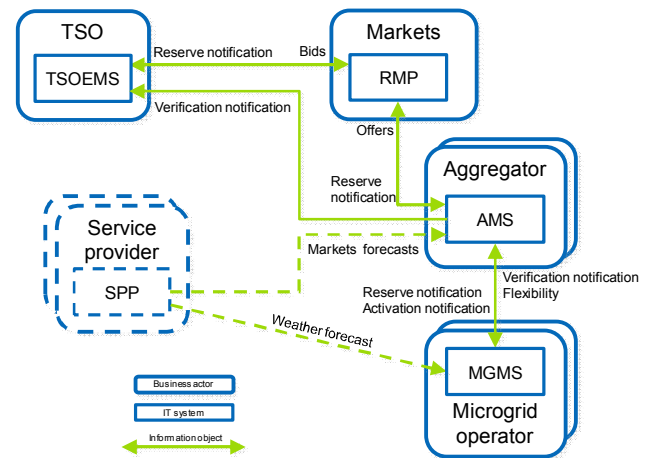 TSO
Markets
Reserve notification
Bids
TSOEMS
RMP
Verification notification
Offers
Aggregator
Reserve
notification
AMS
Service
provider
Markets forecasts
SPP
Verification notification
Flexibility
Reserve notification
Activation notification
Weather forecast
MGMS
Microgrid
operator
Business actor
IT system
Information object